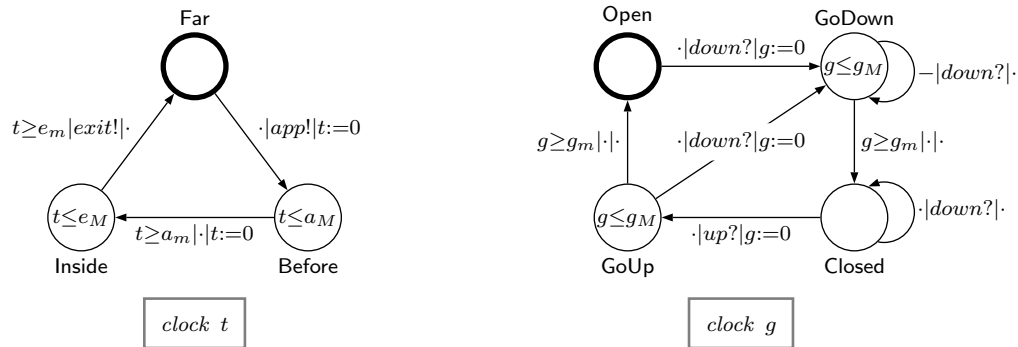 Far
t≥e_m|exit!|·
·|app!|t:=0
t≤e_M
t≤a_M
t≥a_m|·|t:=0
Inside
Before
clock t
Open
GoDown
·|down?|g:=0
g≤g_M
−|down?|·
g≥g_m|·|·
·|down?|g:=0
g≥g_m|·|·
g≤g_M
·|down?|·
·|up?|g:=0
GoUp
Closed
clock g